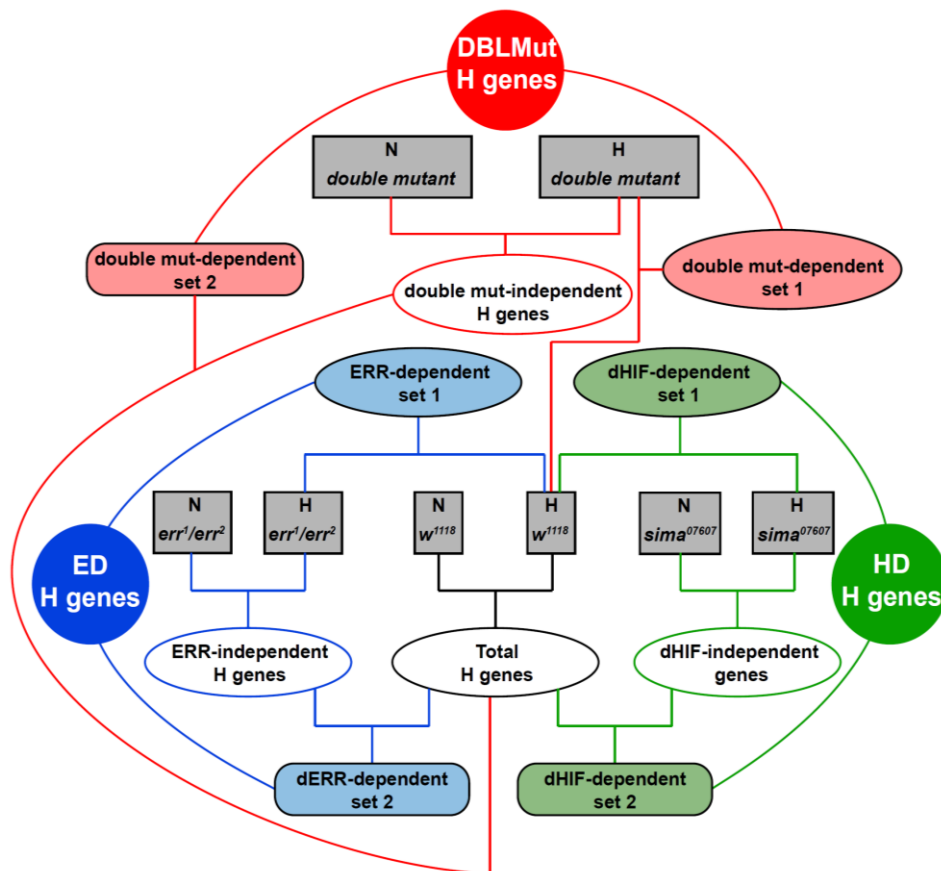 DBLMut
H genes
N
double mutant
H
double mutant
double mut-dependent
set 2
double mut-independent
H genes
double mut-dependent
set 1
ERR-dependent
set 1
dHIF-dependent
set 1
N
err¹/err²
H
err¹/err²
N
w¹¹¹⁸
H
w¹¹¹⁸
N
sima⁰⁷⁶⁰⁷
H
sima⁰⁷⁶⁰⁷
ED
H genes
HD
H genes
ERR-independent
H genes
Total
H genes
dHIF-independent
genes
dERR-dependent
set 2
dHIF-dependent
set 2